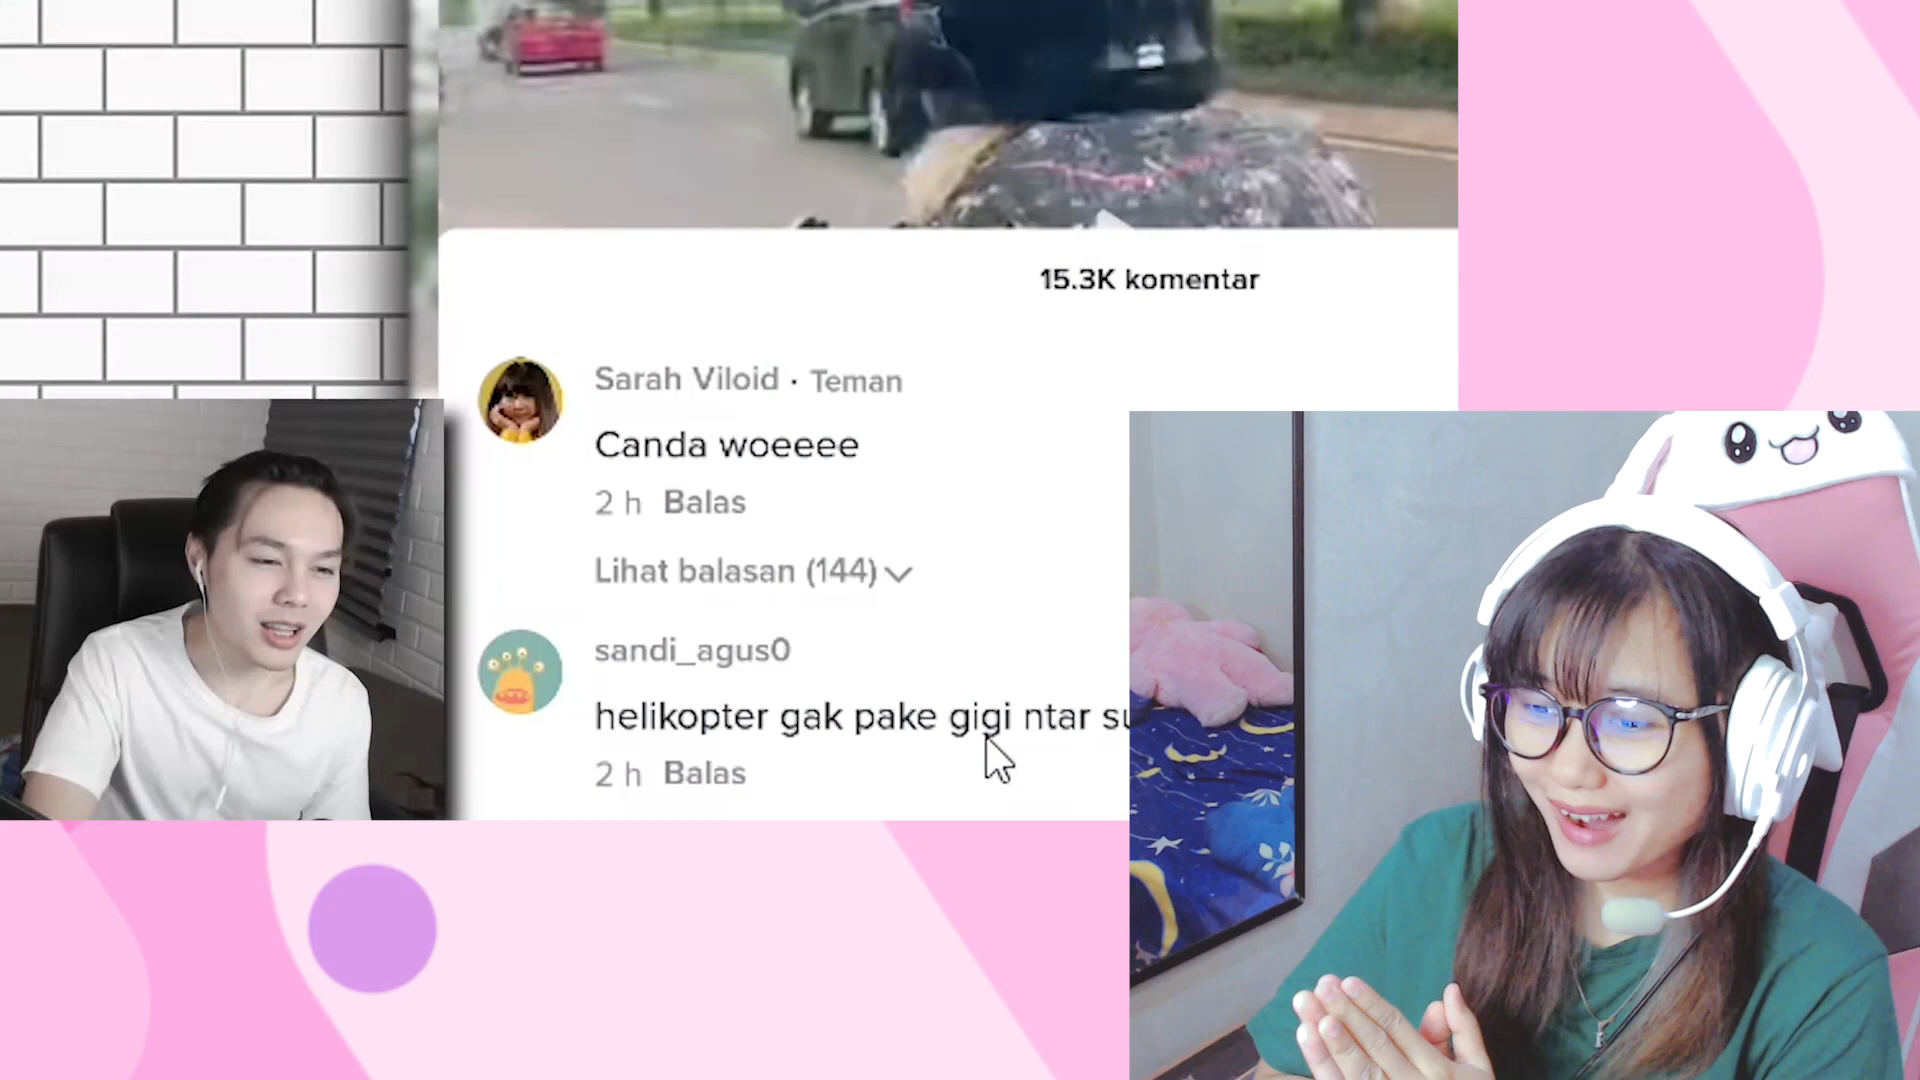 15.3K komentar
Sarah Viloid · Teman
Canda woeeee
2 h Balas
Lihat balasan (144)
sandi_agus0
helikopter gak pake gigi ntar
2 h Balas